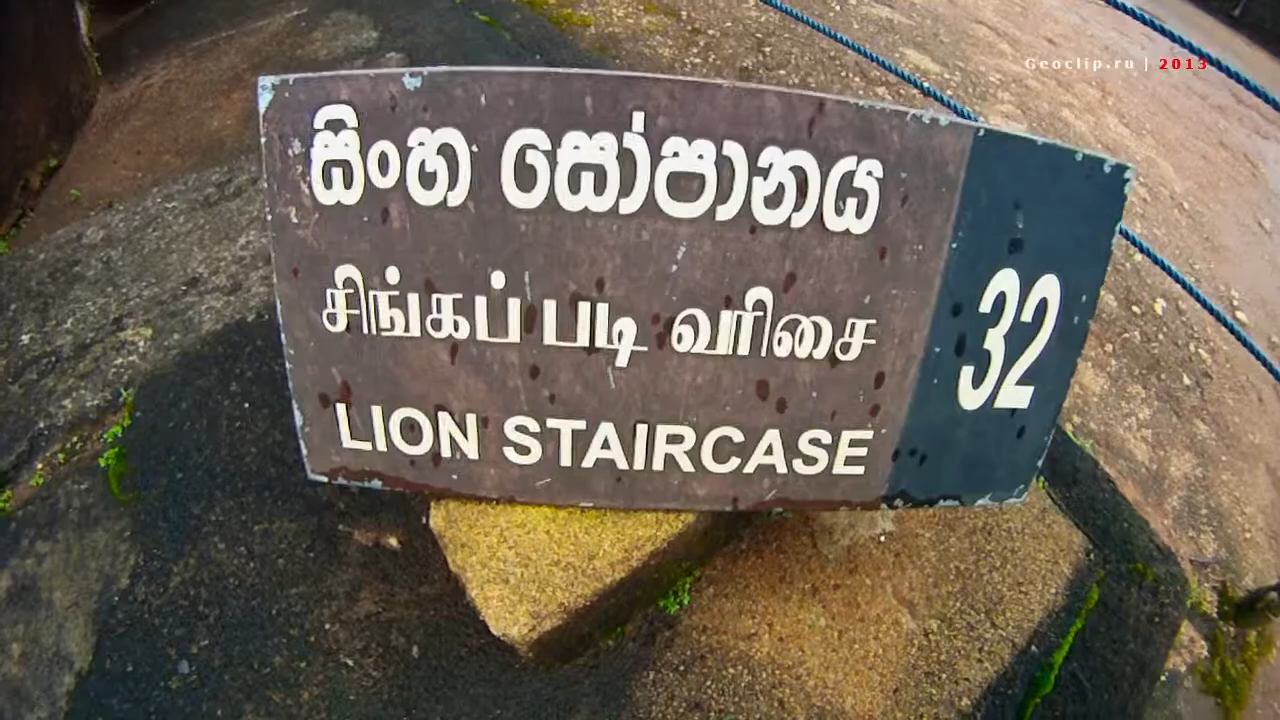 Geoclip.ru | 2013
සිංහ සෝපානය
சிங்கப் படி வரிசை
LION STAIRCASE
32